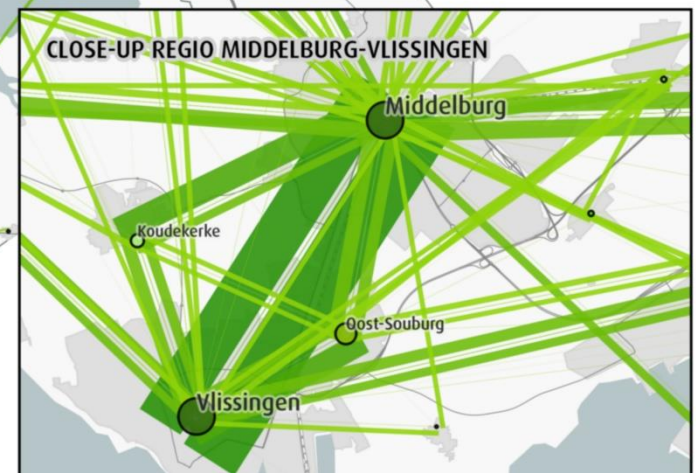 CLOSE-UP REGIO MIDDELBURG-VLISSINGEN
Middelburg
Koudekerke
Oost-Souburg
Vlissingen